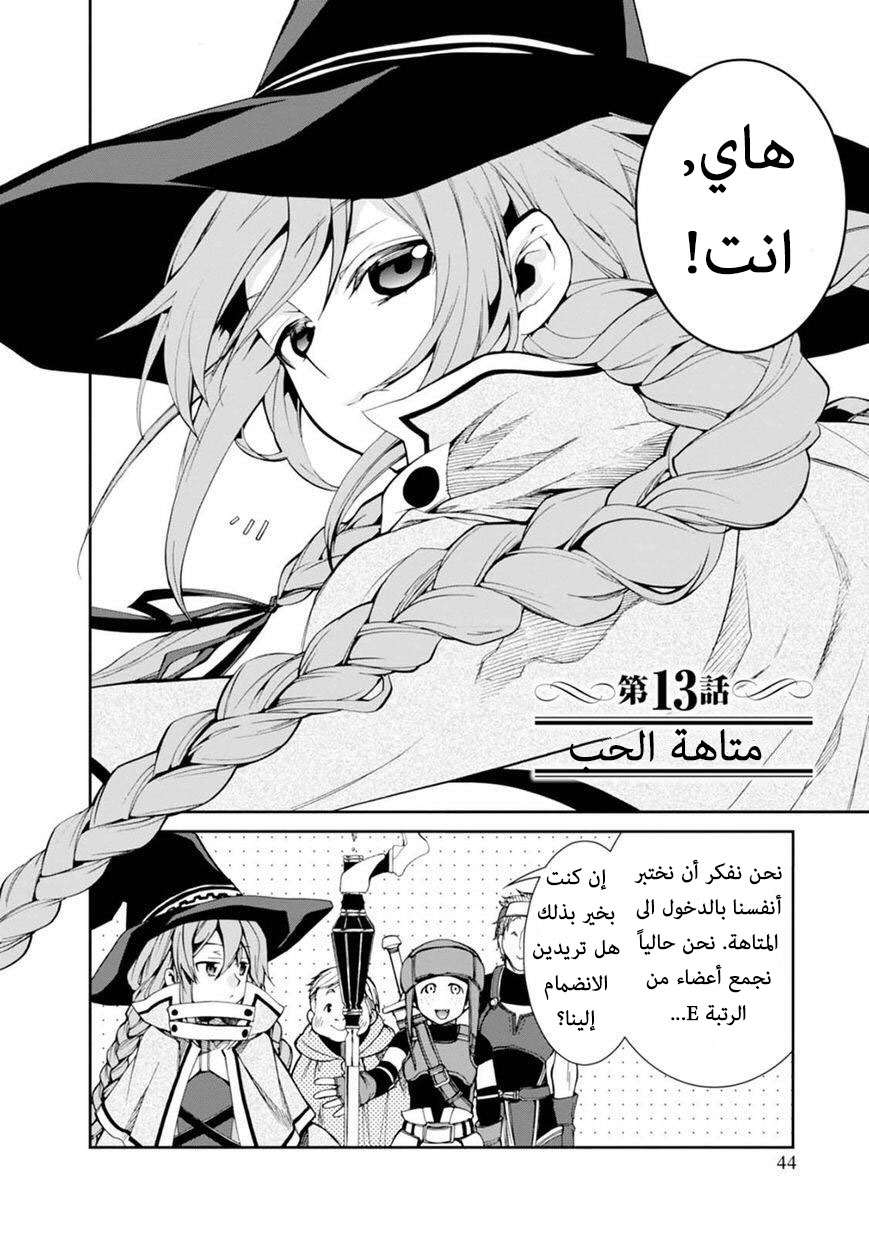 هاي,
انت!
第13話
متاهة الحب
نحن نفكر أن نختبر
أنفسنا بالدخول الى
المتاهة. نحن حالياً
نجمع أعضاء من
الرتبة E...
إن كنت
بخير بذلك
هل تريدين
الانضمام
إلينا؟
44